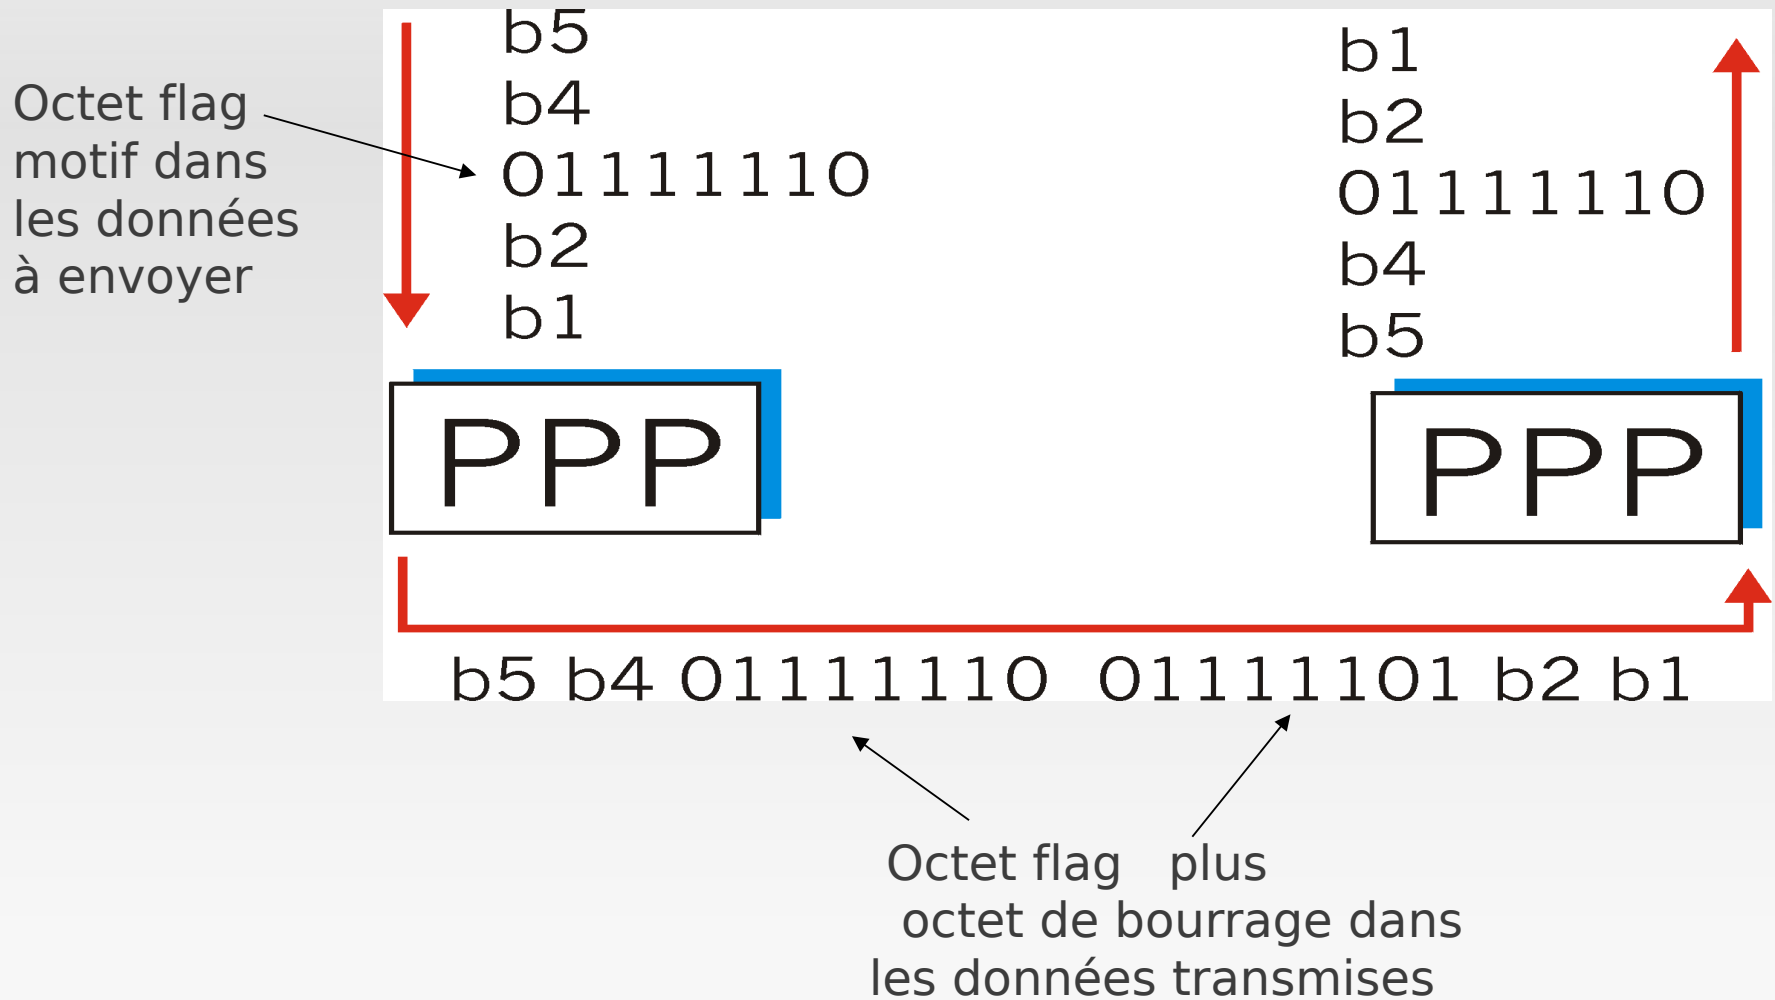 Octet flag
motif dans
les données
à envoyer
b5
b4
01111110
b2
b1
b1
b2
01111110
b4
b5
PPP
PPP
b5 b4 01111110 01111101 b2 b1
Octet flag plus
octet de bourrage dans
les données transmises